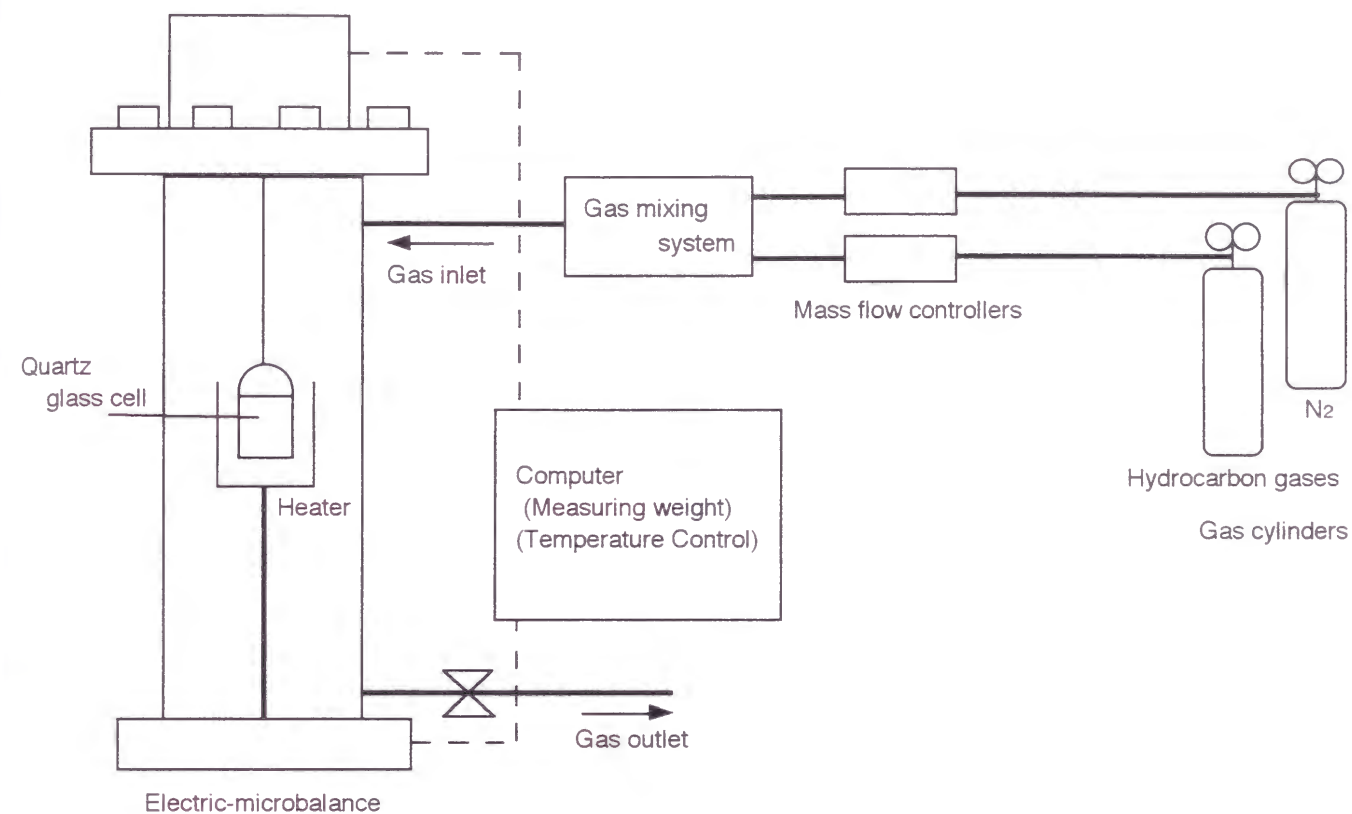 Gas mixing
system
Gas inlet
Mass flow controllers
Quartz
glass cell
N2
Computer
(Measuring weight)
(Temperature Control)
Hydrocarbon gases
Heater
Gas cylinders
Gas outlet
Electric-microbalance